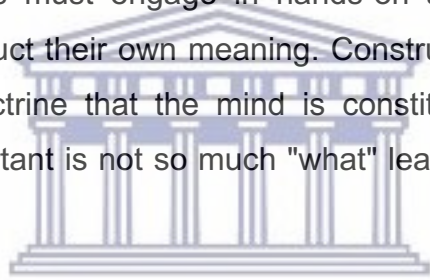 must engage in hands-on
uct their own meaning. Constru
ctrine that the mind is constit
tant is not so much "what" lea